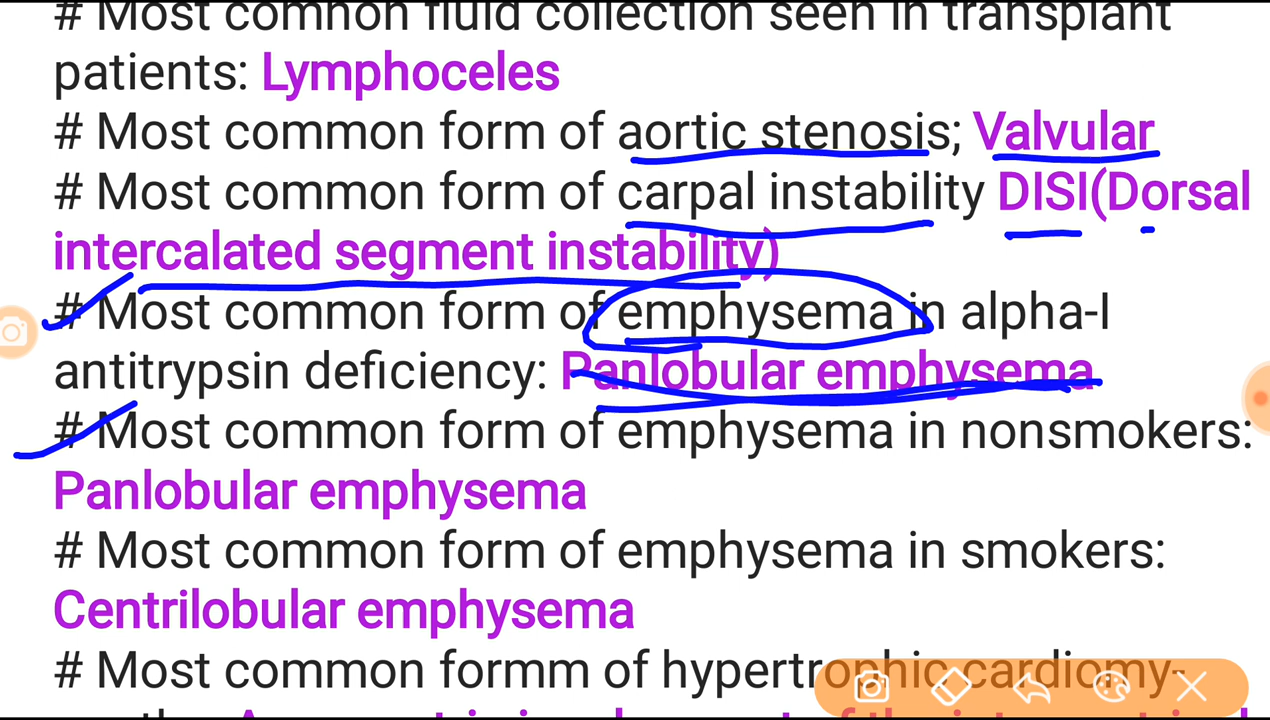 # Most common fluid collection seen in transplant
patients: Lymphoceles
# Most common form of aortic stenosis; Valvular
# Most common form of carpal instability DISI(Dorsal
intercalated segment instability)
# Most common form of emphysema in alpha-I
antitrypsin deficiency: Panlobular emphysema
# Most common form of emphysema in nonsmokers:
Panlobular emphysema
# Most common form of emphysema in smokers:
Centrilobular emphysema
# Most common formm of hypertrophic cardiomy-